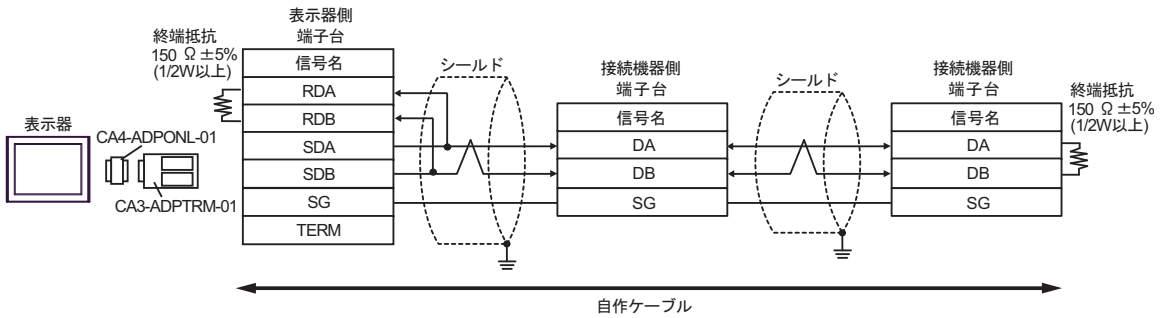 表示器側
端子台
終端抵抗
150 Ω ±5%
(1/2W以上)
信号名
RDA
RDB
SDA
SDB
SG
TERM
表示器
CA4-ADPONL-01
CA3-ADPTRM-01
シールド
接続機器側
端子台
信号名
DA
DB
SG
シールド
接続機器側
端子台
信号名
DA
DB
SG
終端抵抗
150 Ω ±5%
(1/2W以上)
自作ケーブル